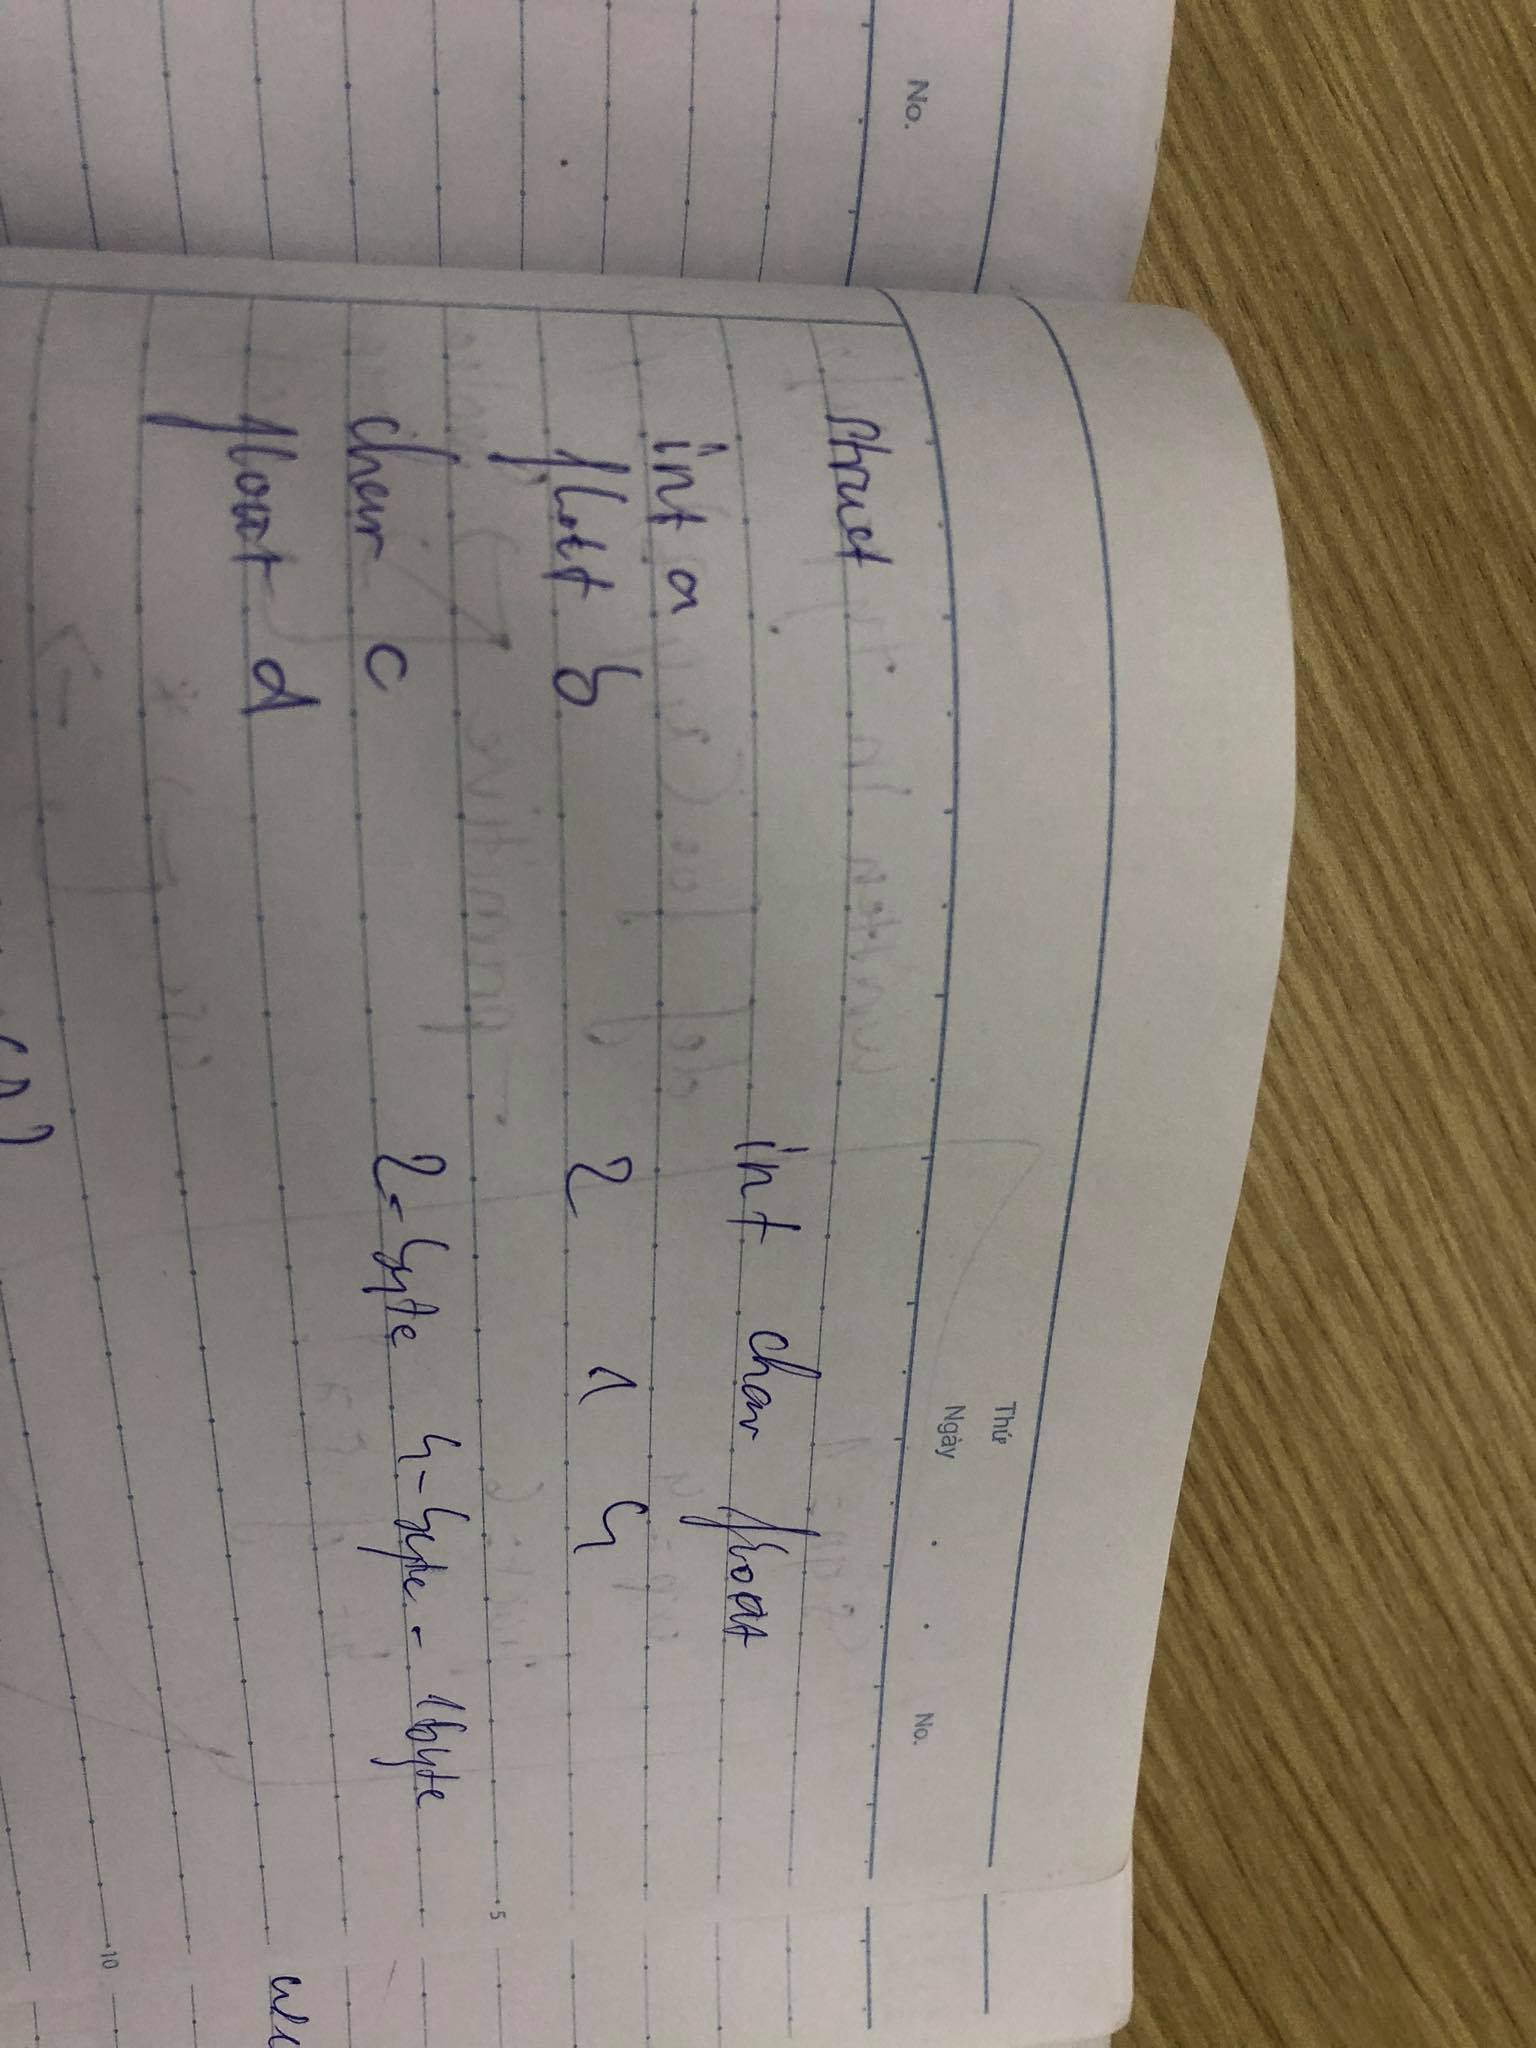 No.
Thứ
Ngày . . No.
struct
int char float
int a
float b
2 1 4
5
char c
2-byte 4-byte - 1byte
float d
10